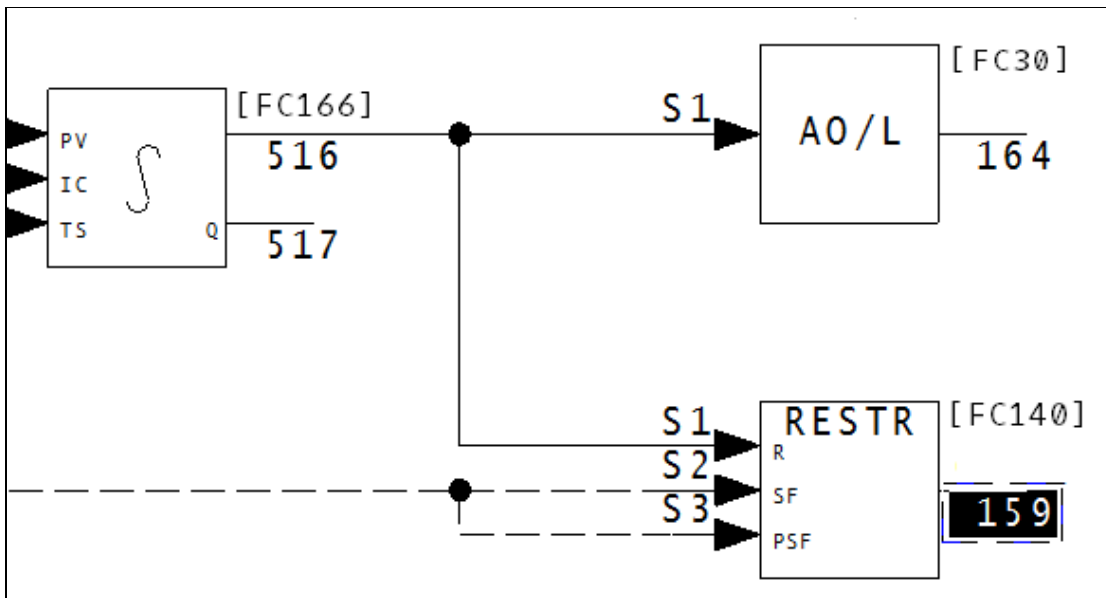 [FC166]
PV
IC
TS
Q
516
517
S1
AO/L
[FC30]
164
S1
S2
S3
RESTR
R
SF
PSF
[FC140]
159